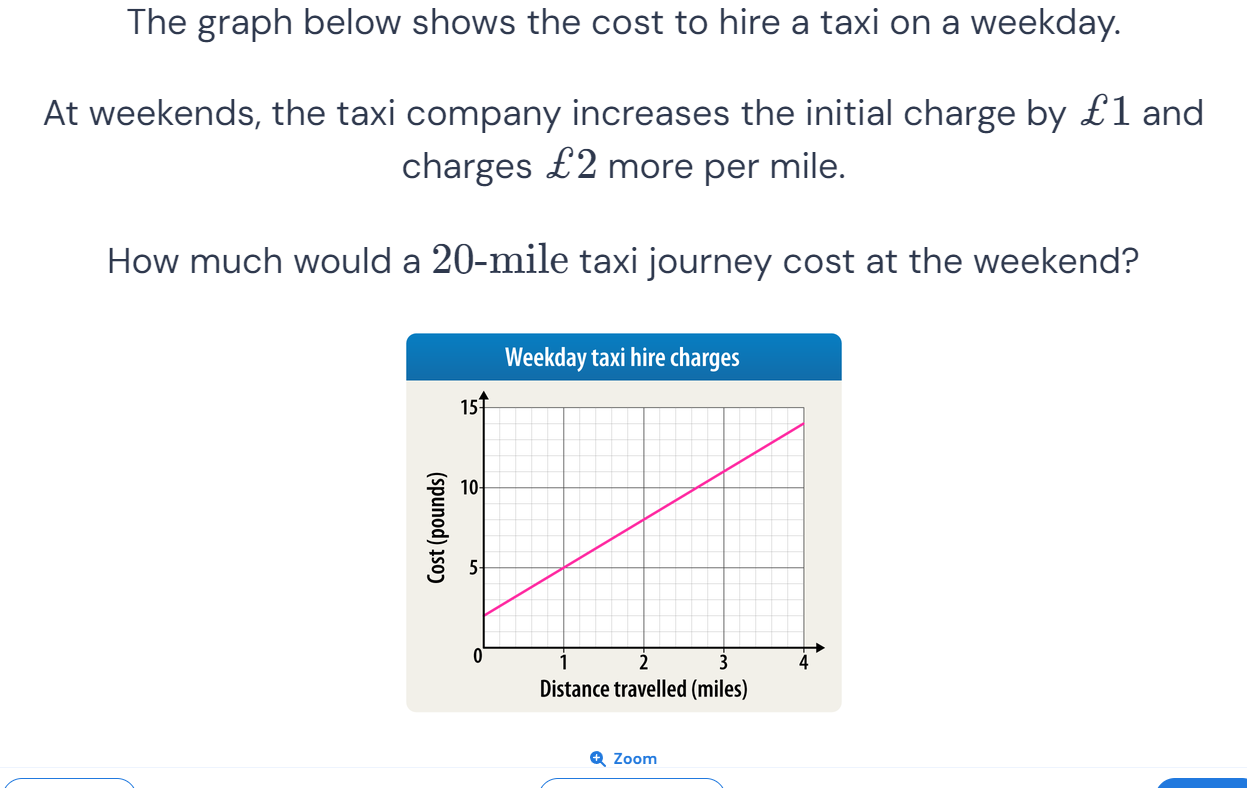 The graph below shows the cost to hire a taxi on a weekday.
At weekends, the taxi company increases the initial charge by £1 and
charges £2 more per mile.
How much would a 20-mile taxi journey cost at the weekend?
Weekday taxi hire charges
15
10
5
0
Cost (pounds)
1 2 3 4
Distance travelled (miles)
Zoom